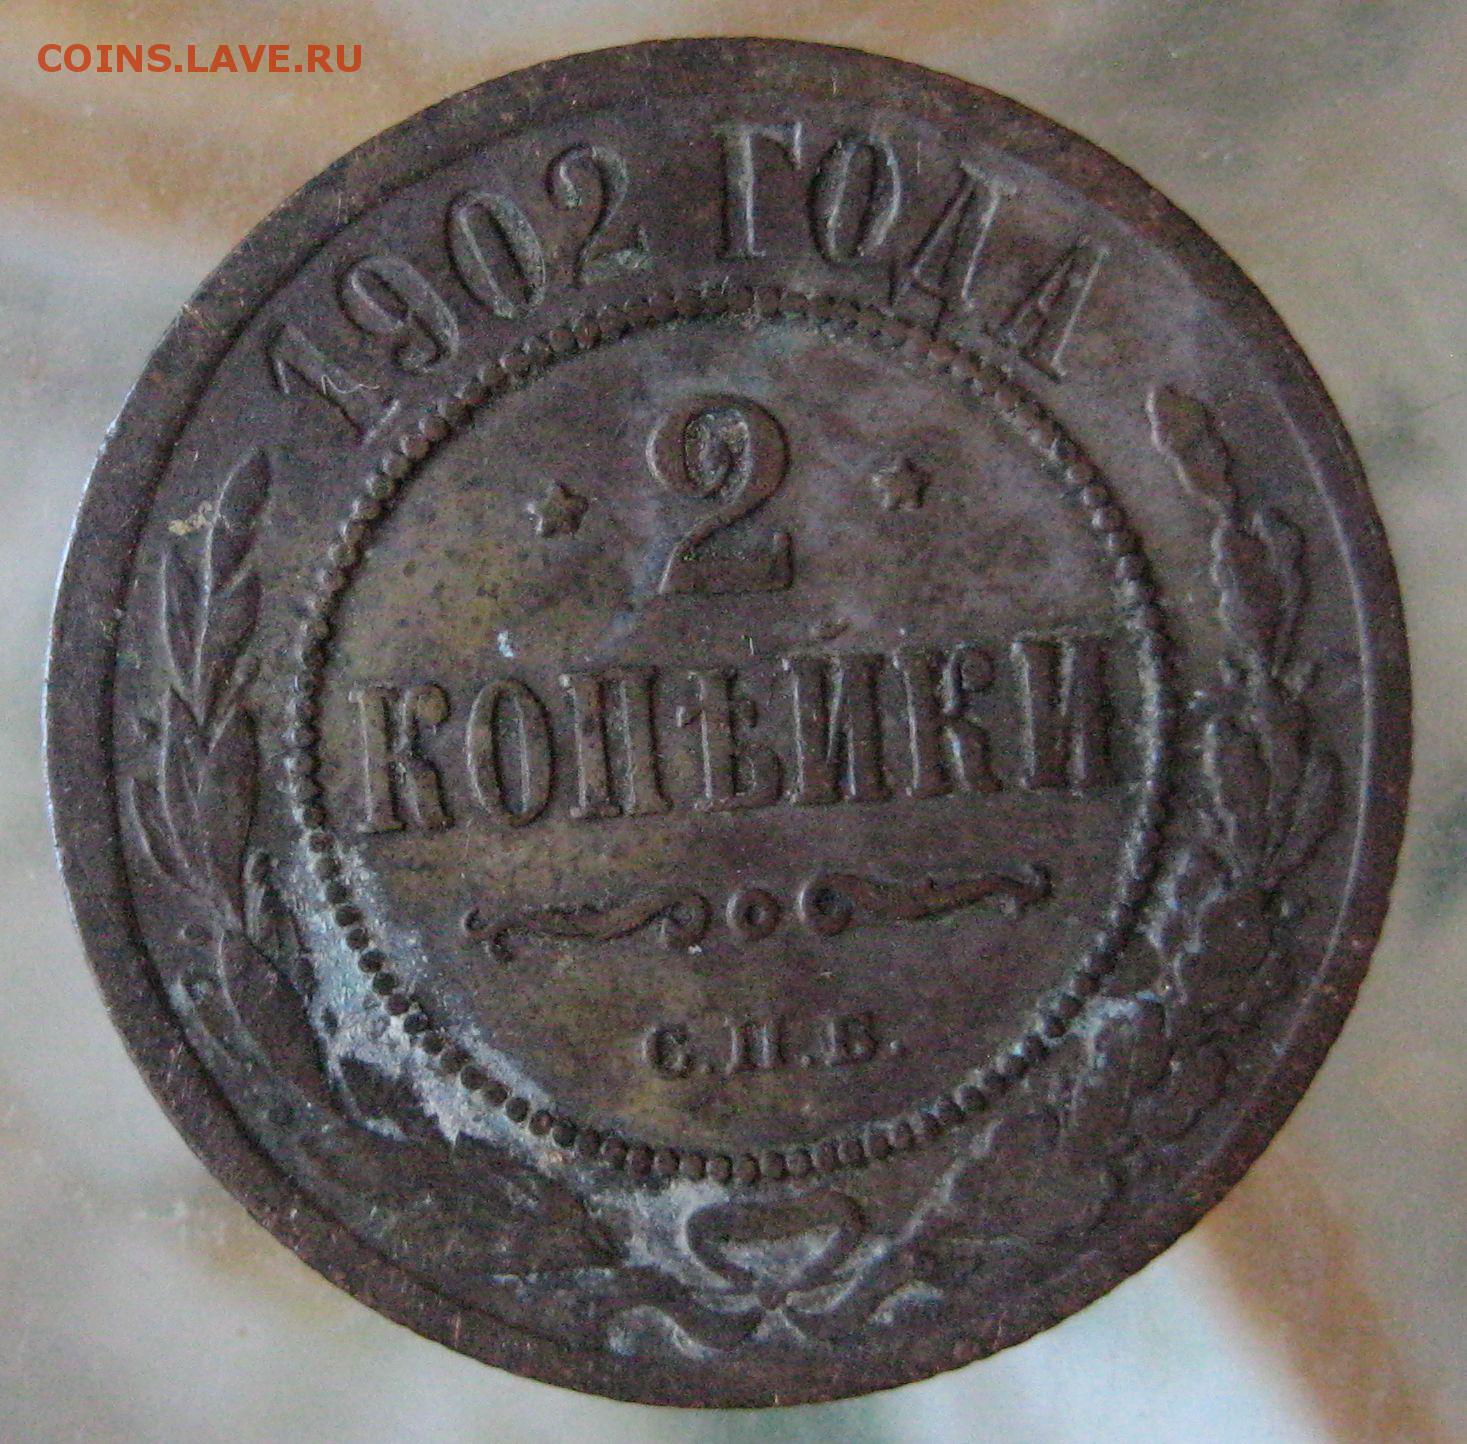 COINS.LAVE.RU
1902 ГОДА
2
КОПѢЙКИ
С.П.Б.